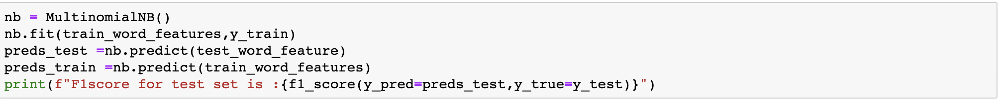 nb = MultinomialNB()
nb.fit(train_word_features,y_train)
preds_test =nb.predict(test_word_feature)
preds_train =nb.predict(train_word_features)
print(f"F1score for test set is :{f1_score(y_pred=preds_test,y_true=y_test)}")